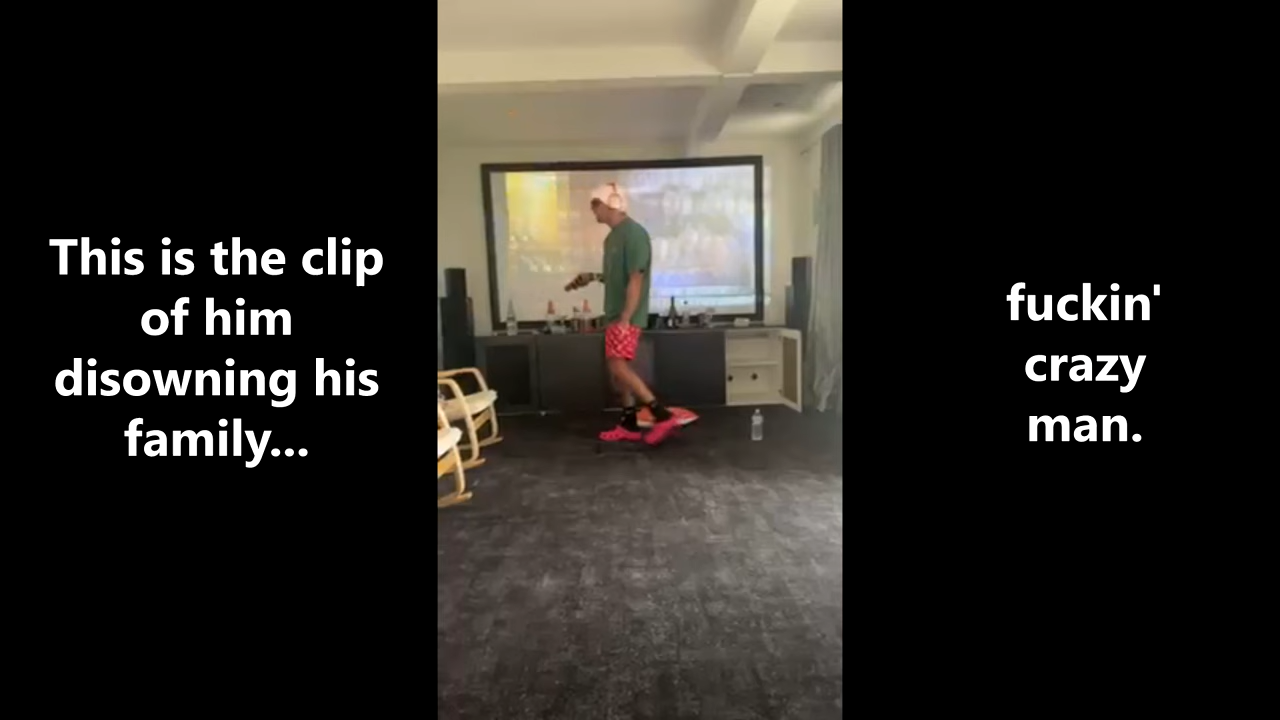 This is the clip
of him
disowning his
family...
fuckin'
crazy
man.